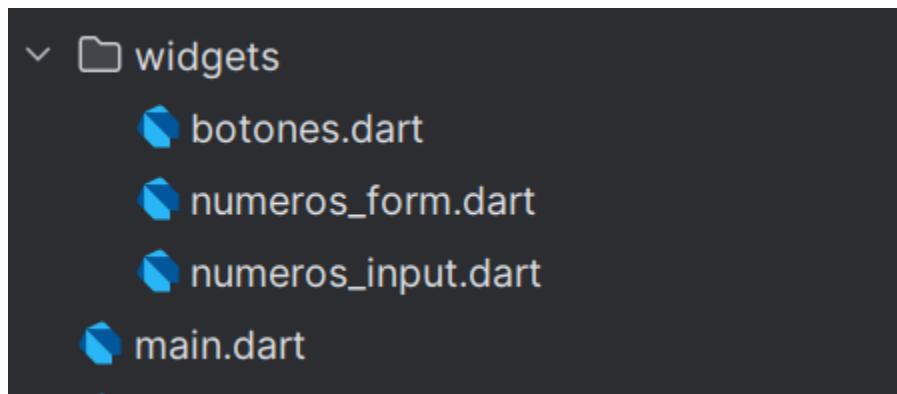 widgets
botones.dart
numeros_form.dart
numeros_input.dart
main.dart